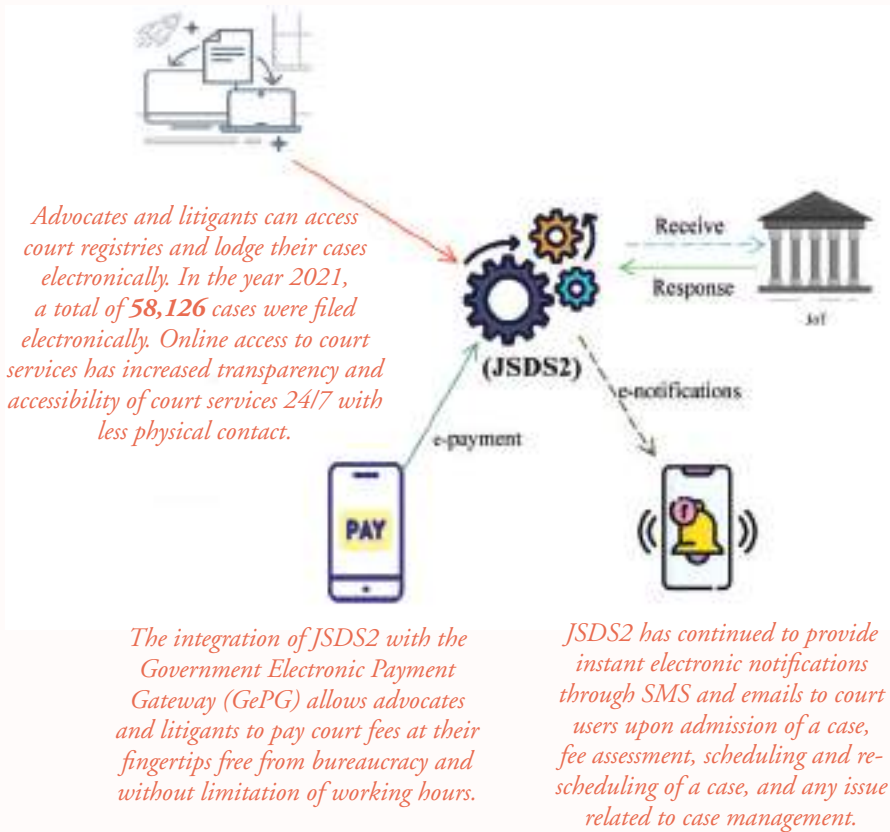 Advocates and litigants can access
court registries and lodge their cases
electronically. In the year 2021,
a total of 58,126 cases were filed
electronically. Online access to court
services has increased transparency and
accessibility of court services 24/7 with
less physical contact.
Receive
Response
JoT
(JSDS2)
e-notifications
e-payment
PAY
The integration of JSDS2 with the
Government Electronic Payment
Gateway (GePG) allows advocates
and litigants to pay court fees at their
fingertips free from bureaucracy and
without limitation of working hours.
JSDS2 has continued to provide
instant electronic notifications
through SMS and emails to court
users upon admission of a case,
fee assessment, scheduling and re-
scheduling of a case, and any issue
related to case management.